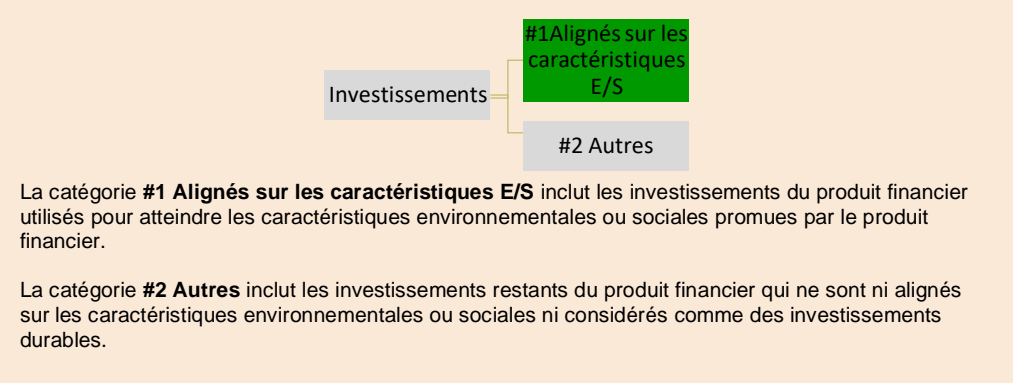 #1Alignés sur les
caractéristiques
E/S
Investissements
#2 Autres
La catégorie #1 Alignés sur les caractéristiques E/S inclut les investissements du produit financier
utilisés pour atteindre les caractéristiques environnementales ou sociales promues par le produit
financier.
La catégorie #2 Autres inclut les investissements restants du produit financier qui ne sont ni alignés
sur les caractéristiques environnementales ou sociales ni considérés comme des investissements
durables.